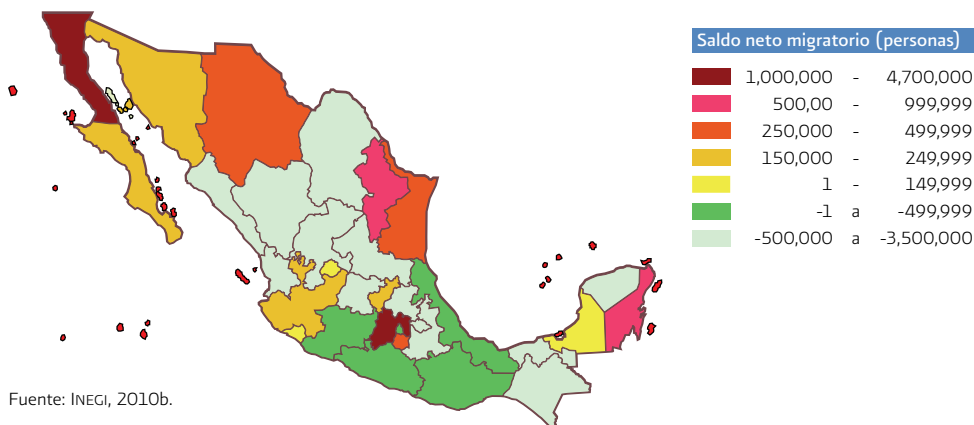 Saldo neto migratorio (personas)
1,000,000 - 4,700,000
500,00 - 999,999
250,000 - 499,999
150,000 - 249,999
1 - 149,999
-1 a -499,999
-500,000 a -3,500,000
Fuente: INEGI, 2010b.